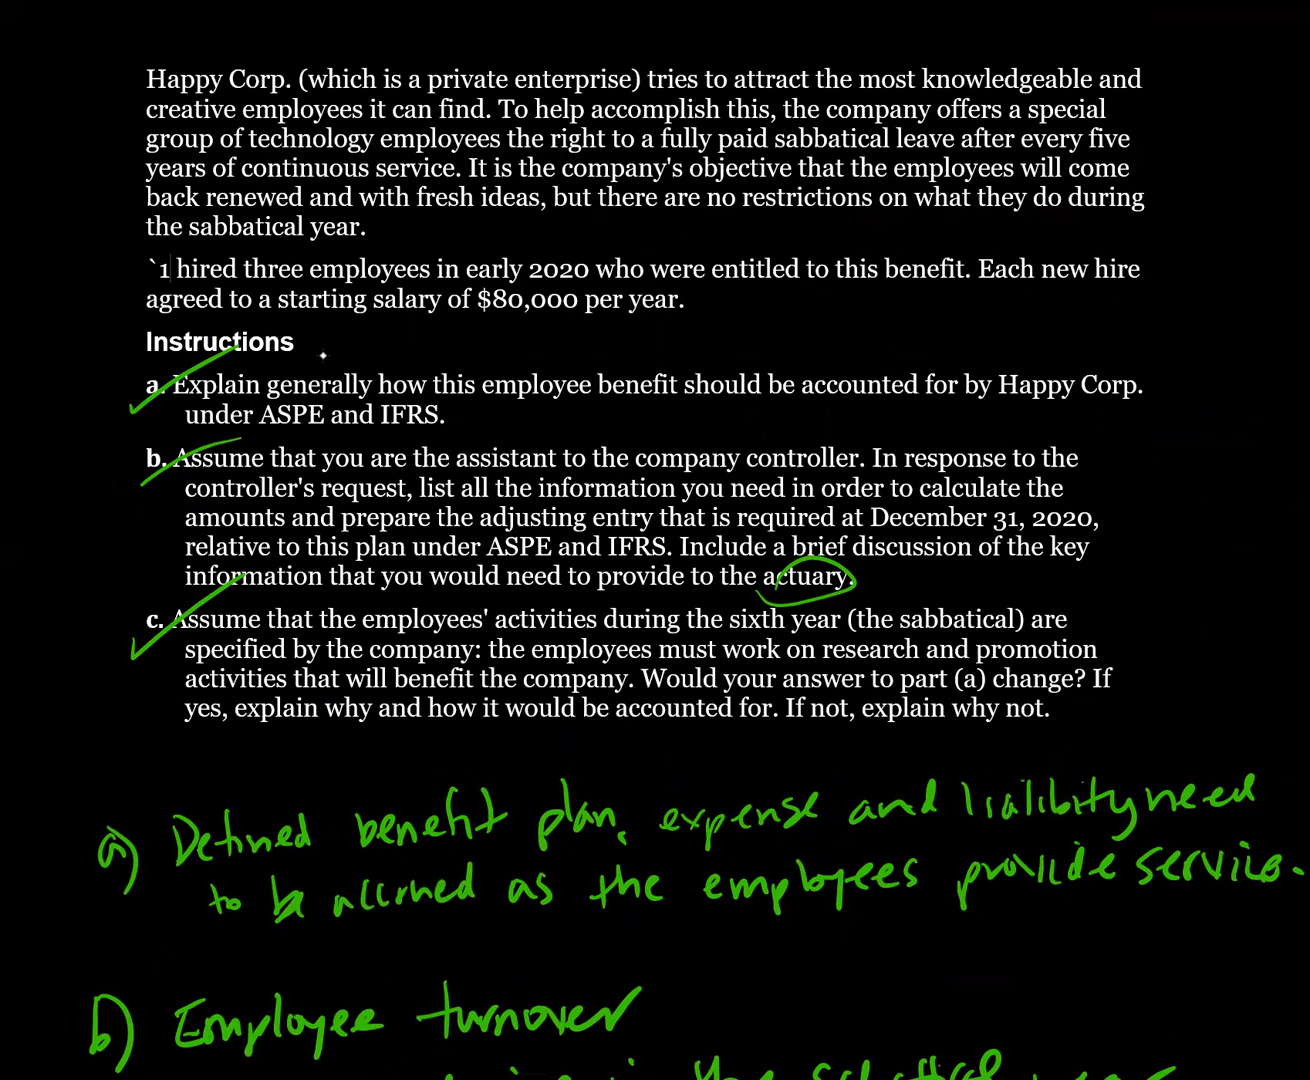 Happy Corp. (which is a private enterprise) tries to attract the most knowledgeable and
creative employees it can find. To help accomplish this, the company offers a special
group of technology employees the right to a fully paid sabbatical leave after every five
years of continuous service. It is the company's objective that the employees will come
back renewed and with fresh ideas, but there are no restrictions on what they do during
the sabbatical year.
`1 hired three employees in early 2020 who were entitled to this benefit. Each new hire
agreed to a starting salary of $80,000 per year.
Instructions
a. Explain generally how this employee benefit should be accounted for by Happy Corp.
under ASPE and IFRS.
b. Assume that you are the assistant to the company controller. In response to the
controller's request, list all the information you need in order to calculate the
amounts and prepare the adjusting entry that is required at December 31, 2020,
relative to this plan under ASPE and IFRS. Include a brief discussion of the key
information that you would need to provide to the actuary.
c. Assume that the employees' activities during the sixth year (the sabbatical) are
specified by the company: the employees must work on research and promotion
activities that will benefit the company. Would your answer to part (a) change? If
yes, explain why and how it would be accounted for. If not, explain why not.
a) Defined benefit plan, expense and lialibity need
to be accrued as the employees provide service.
b) Employee turnover